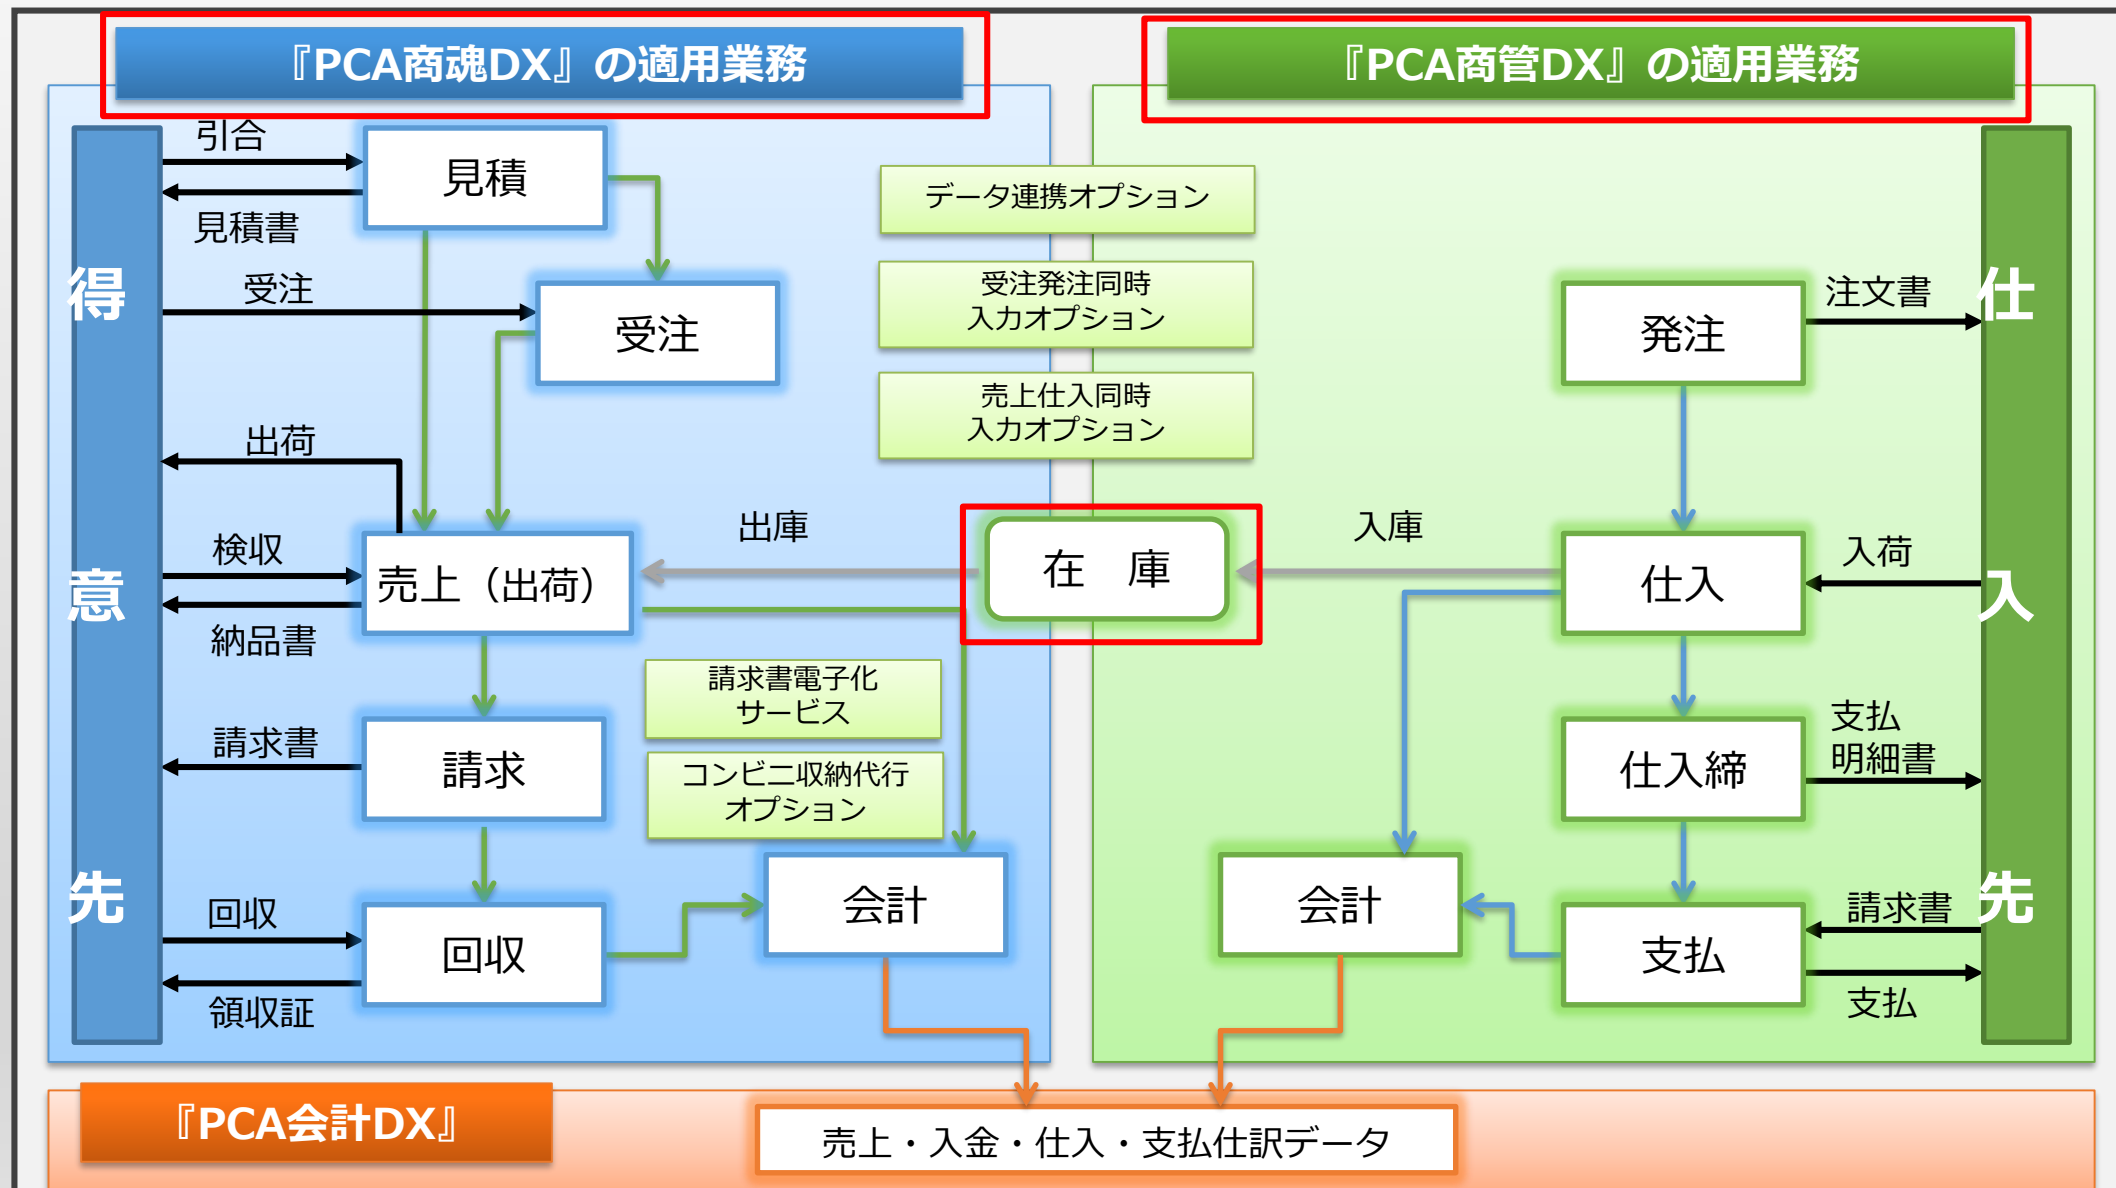 『PCA商魂DX』の適用業務
『PCA商管DX』の適用業務
得
意
先
引合
見積書
見積
受注
受注
出荷
検収
納品書
売上（出荷）
請求書
請求
回収
領収証
回収
会計
データ連携オプション
受注発注同時
入力オプション
売上仕入同時
入力オプション
出庫
在　庫
入庫
請求書電子化
サービス
コンビニ収納代行
オプション
仕
入
先
発注
注文書
仕入
入荷
仕入締
支払
明細書
会計
支払
請求書
支払
『PCA会計DX』
売上・入金・仕入・支払仕訳データ